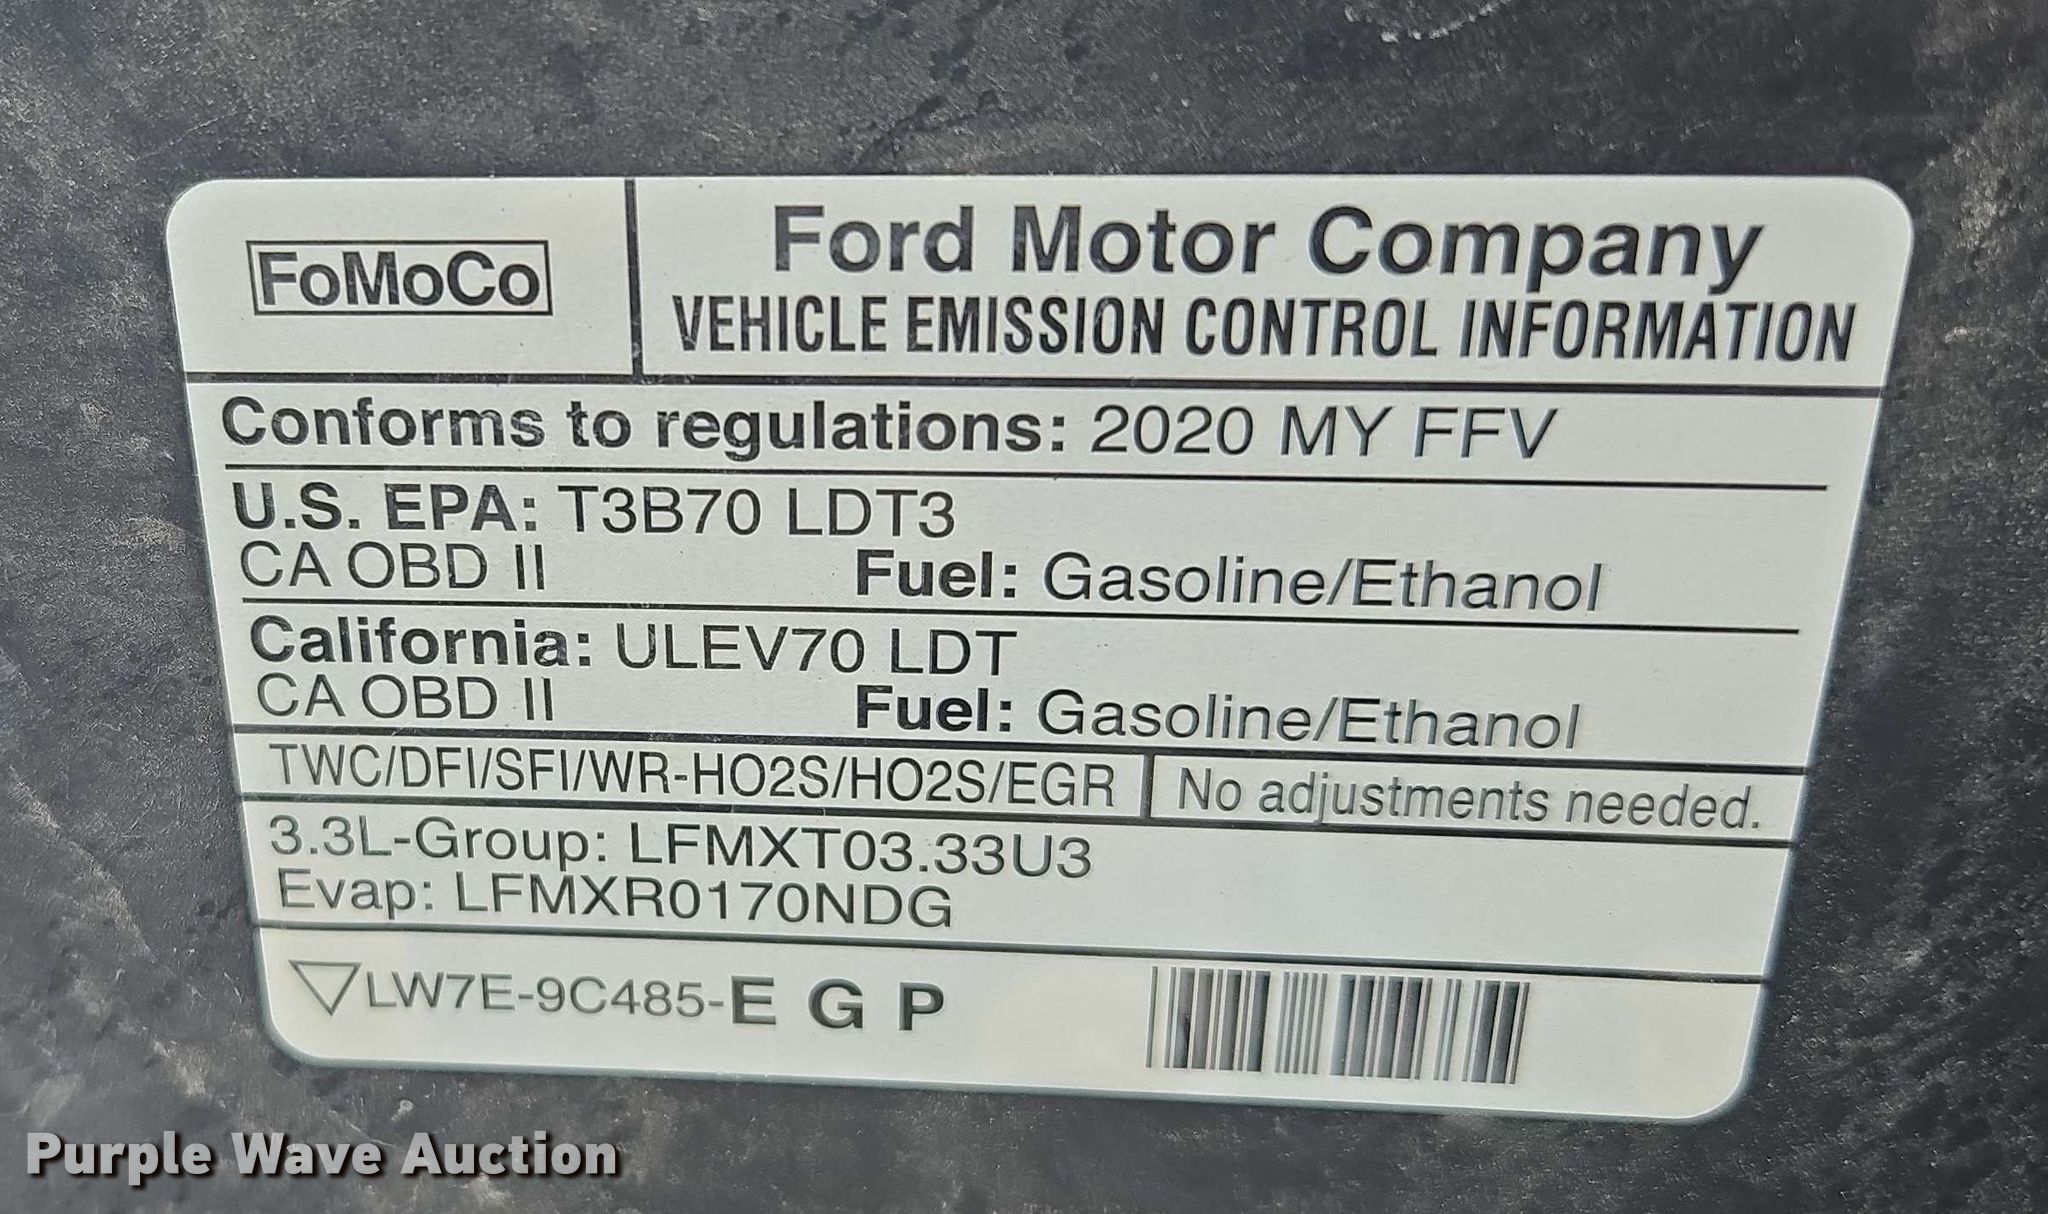 FoMoCo
Ford Motor Company
VEHICLE EMISSION CONTROL INFORMATION
Conforms to regulations: 2020 MY FFV
U.S. EPA: T3B70 LDT3
CA OBD II Fuel: Gasoline/Ethanol
California: ULEV70 LDT
CA OBD II Fuel: Gasoline/Ethanol
TWC/DFI/SFI/WR-HO2S/HO2S/EGR No adjustments needed.
3.3L-Group: LFMXT03.33U3
Evap: LFMXR0170NDG
LW7E-9C485-E G P
Purple Wave Auction